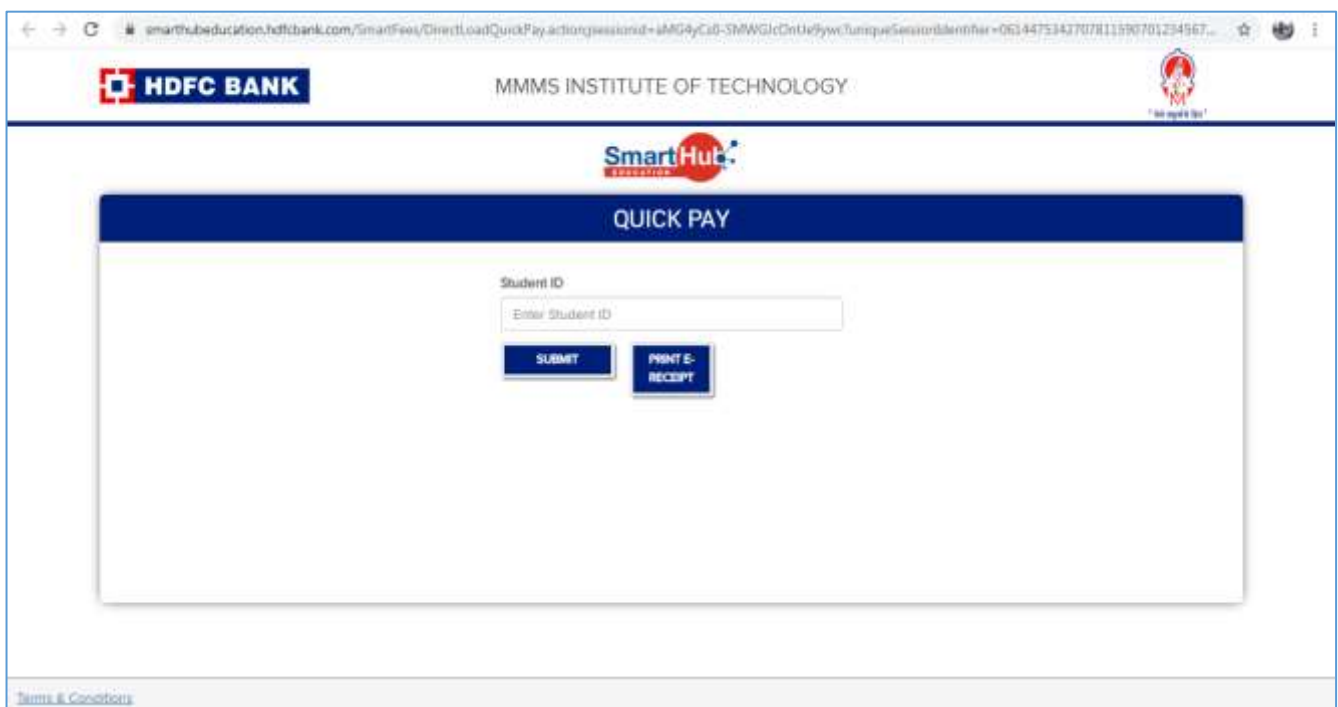 smarthubeducation.hdfcbank.com/SmartFees/DirectLoadQuickPay.action
HDFC BANK
MMMS INSTITUTE OF TECHNOLOGY
M
SmartHub
EDUCATION
QUICK PAY
Student ID
Enter Student ID
SUBMIT
PRINT E-
RECEIPT
Terms & Conditions